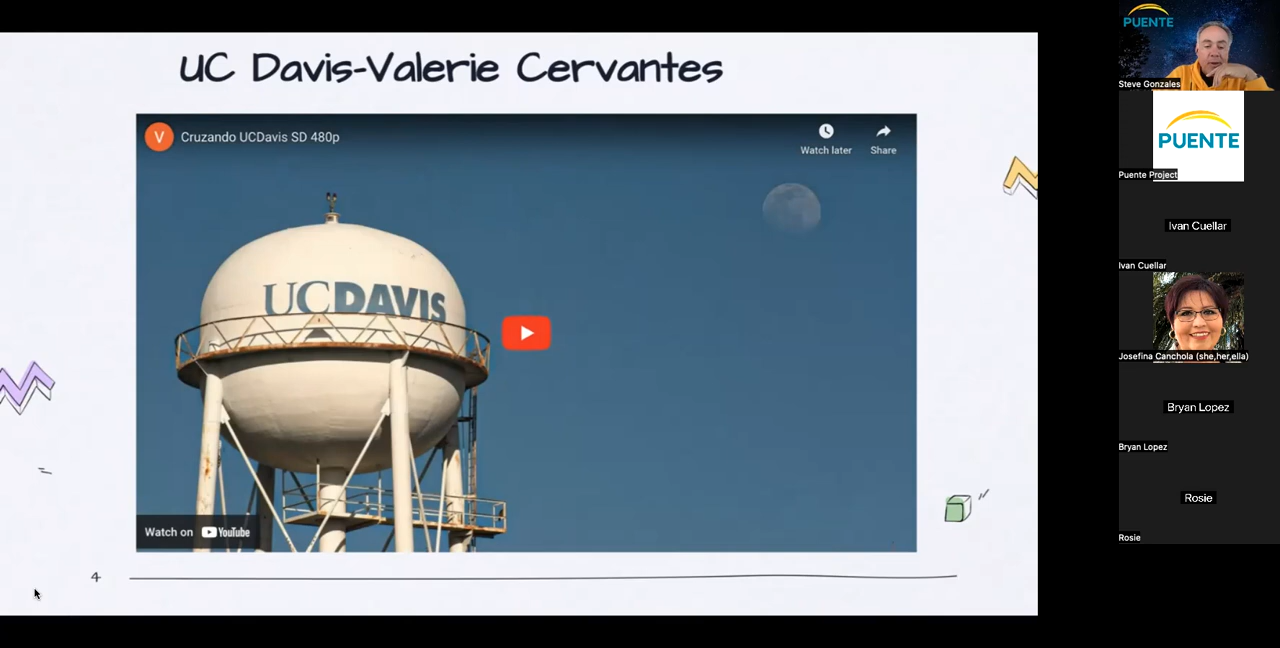 UC Davis-Valerie Cervantes
V
Cruzando UCDavis SD 480p
Watch later
Share
UCDAVIS
Watch on YouTube
4
PUENTE
Steve Gonzales
PUENTE
Puente Project
Ivan Cuellar
Ivan Cuellar
Josefina Canchola (she,her,ella)
Bryan Lopez
Bryan Lopez
Rosie
Rosie